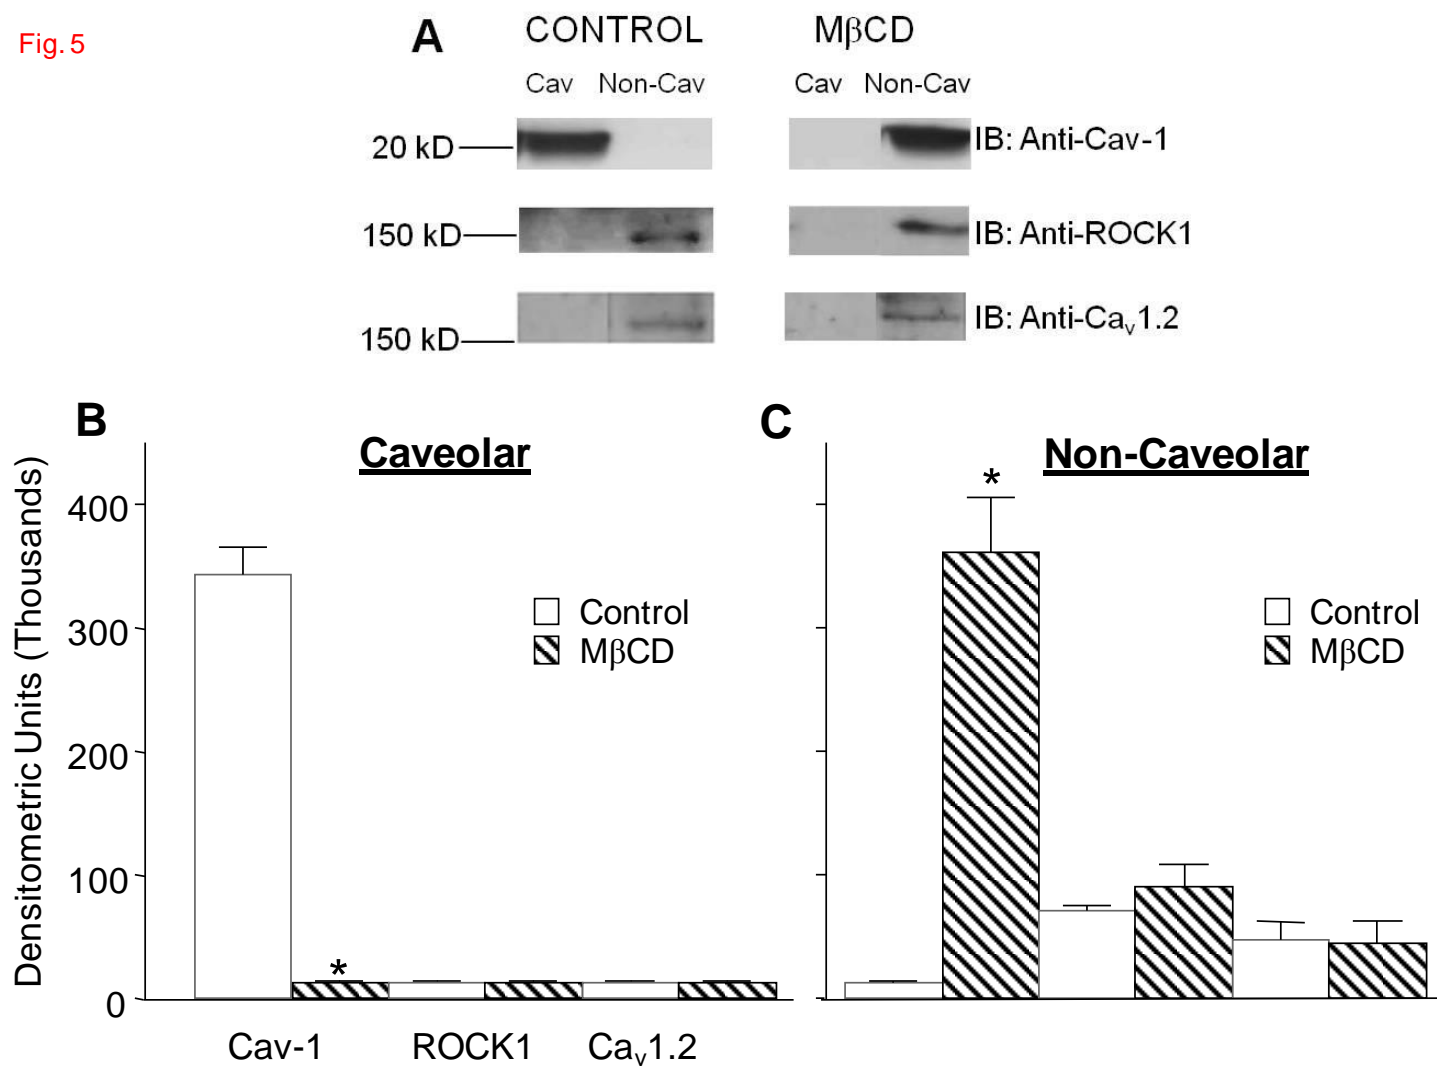 Fig. 5
A
CONTROL MβCD
Cav Non-Cav Cav Non-Cav
20 kD IB: Anti-Cav-1
150 kD IB: Anti-ROCK1
150 kD IB: Anti-Cav1.2
B
Caveolar
Densitometric Units (Thousands)
400
300
200
100
0
*
Control
MβCD
Cav-1 ROCK1 Cav1.2
C
Non-Caveolar
*
Control
MβCD